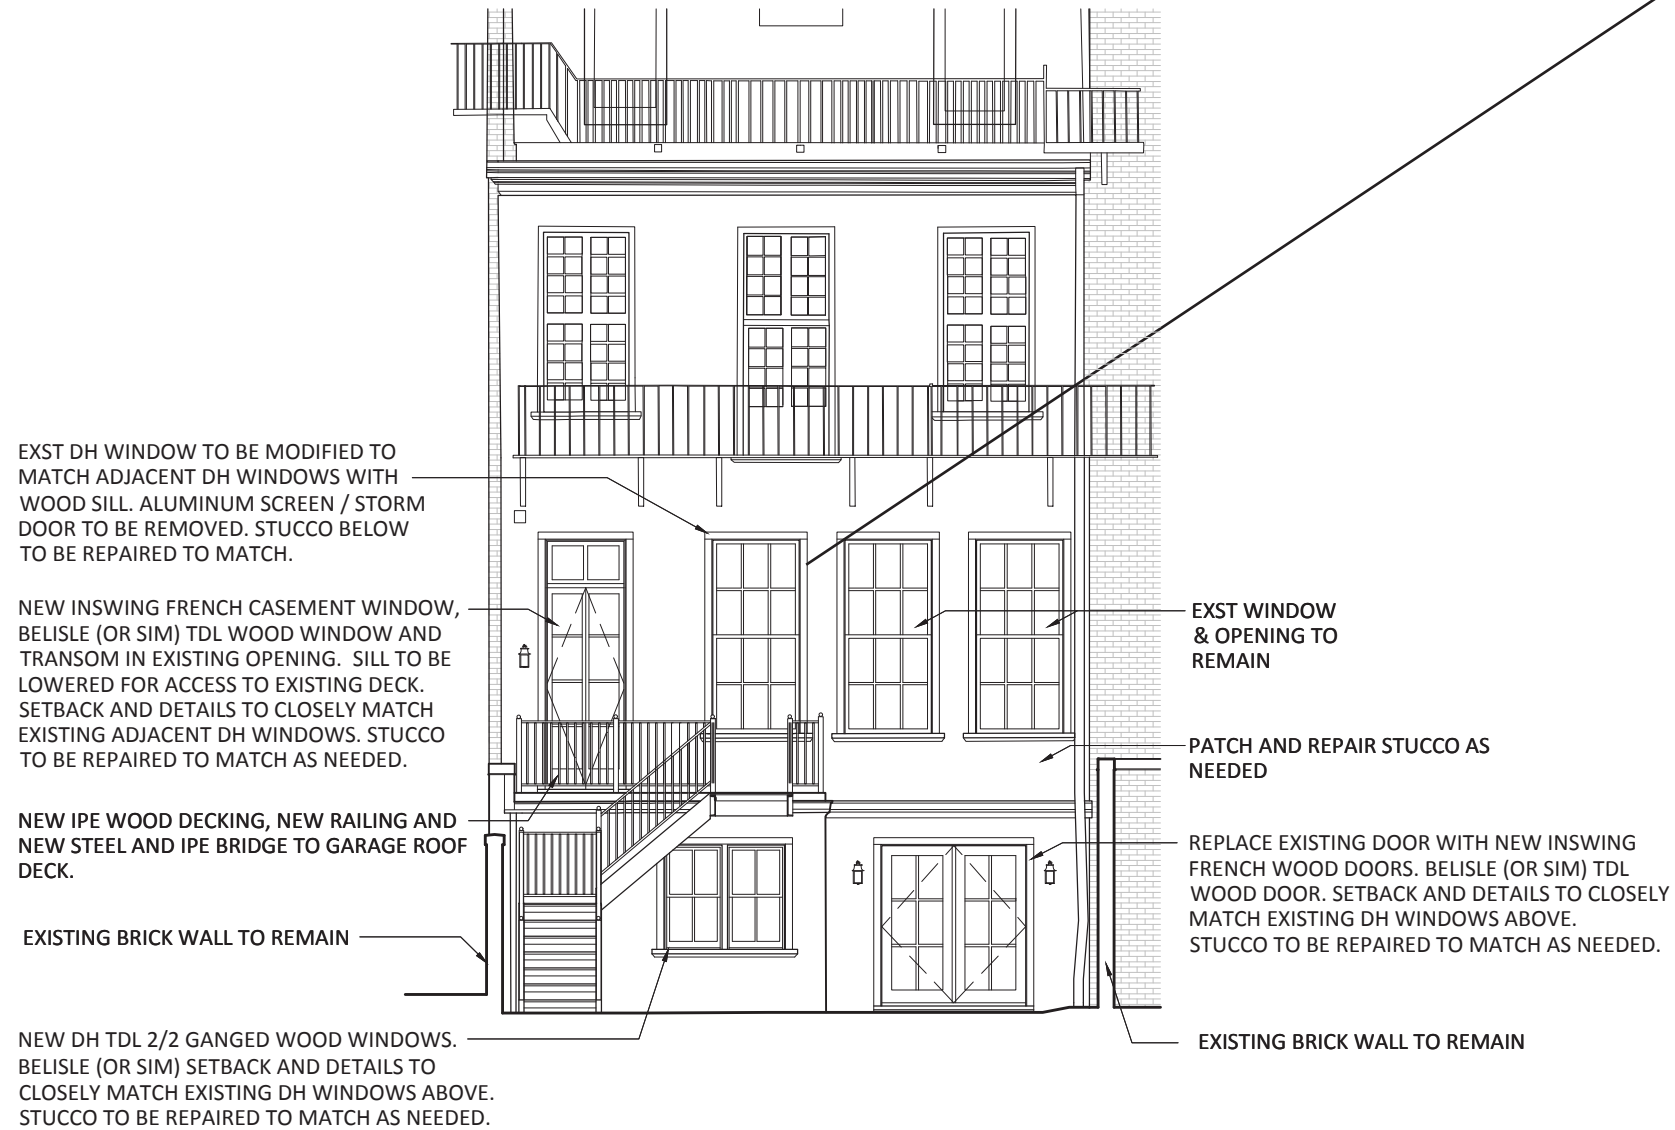 EXST DH WINDOW TO BE MODIFIED TO
MATCH ADJACENT DH WINDOWS WITH
WOOD SILL. ALUMINUM SCREEN / STORM
DOOR TO BE REMOVED. STUCCO BELOW
TO BE REPAIRED TO MATCH.
NEW INSWING FRENCH CASEMENT WINDOW,
BELISLE (OR SIM) TDL WOOD WINDOW AND
TRANSOM IN EXISTING OPENING. SILL TO BE
LOWERED FOR ACCESS TO EXISTING DECK.
SETBACK AND DETAILS TO CLOSELY MATCH
EXISTING ADJACENT DH WINDOWS. STUCCO
TO BE REPAIRED TO MATCH AS NEEDED.
NEW IPE WOOD DECKING, NEW RAILING AND
NEW STEEL AND IPE BRIDGE TO GARAGE ROOF
DECK.
EXISTING BRICK WALL TO REMAIN
NEW DH TDL 2/2 GANGED WOOD WINDOWS.
BELISLE (OR SIM) SETBACK AND DETAILS TO
CLOSELY MATCH EXISTING DH WINDOWS ABOVE.
STUCCO TO BE REPAIRED TO MATCH AS NEEDED.
EXST WINDOW
& OPENING TO
REMAIN
PATCH AND REPAIR STUCCO AS
NEEDED
REPLACE EXISTING DOOR WITH NEW INSWING
FRENCH WOOD DOORS. BELISLE (OR SIM) TDL
WOOD DOOR. SETBACK AND DETAILS TO CLOSELY
MATCH EXISTING DH WINDOWS ABOVE.
STUCCO TO BE REPAIRED TO MATCH AS NEEDED.
EXISTING BRICK WALL TO REMAIN